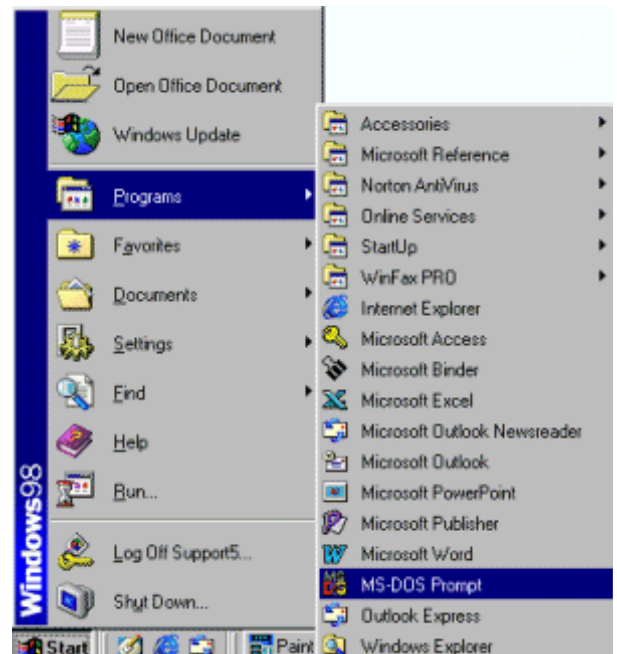 New Office Document
Open Office Document
Windows Update
Programs
Favorites
Documents
Settings
Find
Help
Run...
Log Off Support5...
Shut Down...
Windows98
Accessories
Microsoft Reference
Norton AntiVirus
Online Services
StartUp
WinFax PRO
Internet Explorer
Microsoft Access
Microsoft Binder
Microsoft Excel
Microsoft Outlook Newsreader
Microsoft Outlook
Microsoft PowerPoint
Microsoft Publisher
Microsoft Word
MS-DOS Prompt
Outlook Express
Windows Explorer
Start
Paint